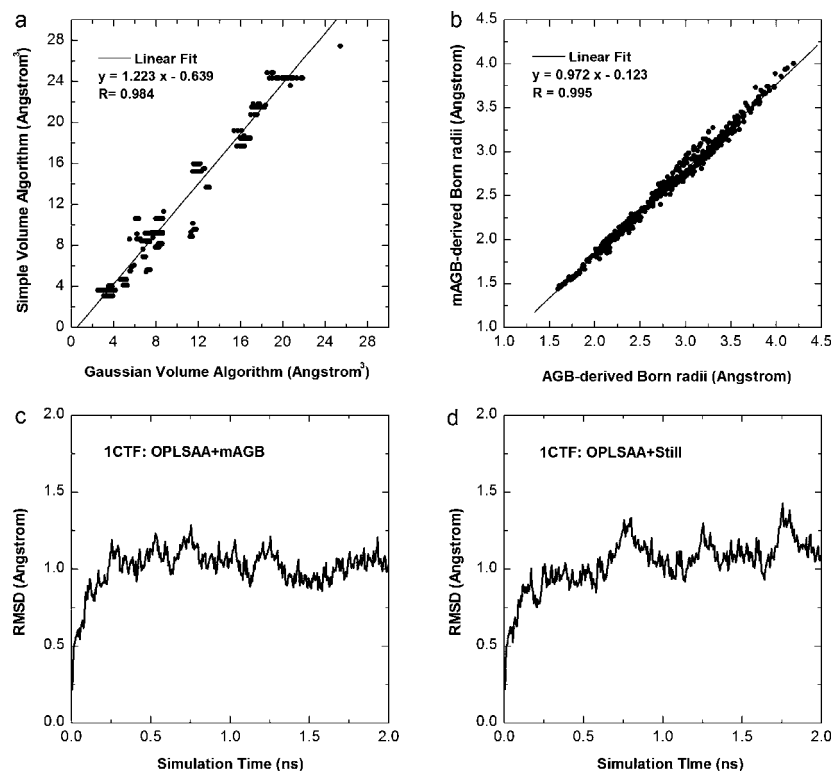 a
Linear Fit
y = 1.223 x - 0.639
R= 0.984
Simple Volume Algorithm (Angstrom³)
28
24
20
16
12
8
4
0
0 4 8 12 16 20 24 28
Gaussian Volume Algorithm (Angstrom³)
b
Linear Fit
y = 0.972 x - 0.123
R = 0.995
mAGB-derived Born radii (Angstrom)
4.5
4.0
3.5
3.0
2.5
2.0
1.5
1.0
1.0 1.5 2.0 2.5 3.0 3.5 4.0 4.5
AGB-derived Born radii (Angstrom)
c
1CTF: OPLSAA+mAGB
RMSD (Angstrom)
2.0
1.5
1.0
0.5
0.0
0.0 0.5 1.0 1.5 2.0
Simulation Time (ns)
d
1CTF: OPLSAA+Still
RMSD (Angstrom)
2.0
1.5
1.0
0.5
0.0
0.0 0.5 1.0 1.5 2.0
Simulation TIme (ns)